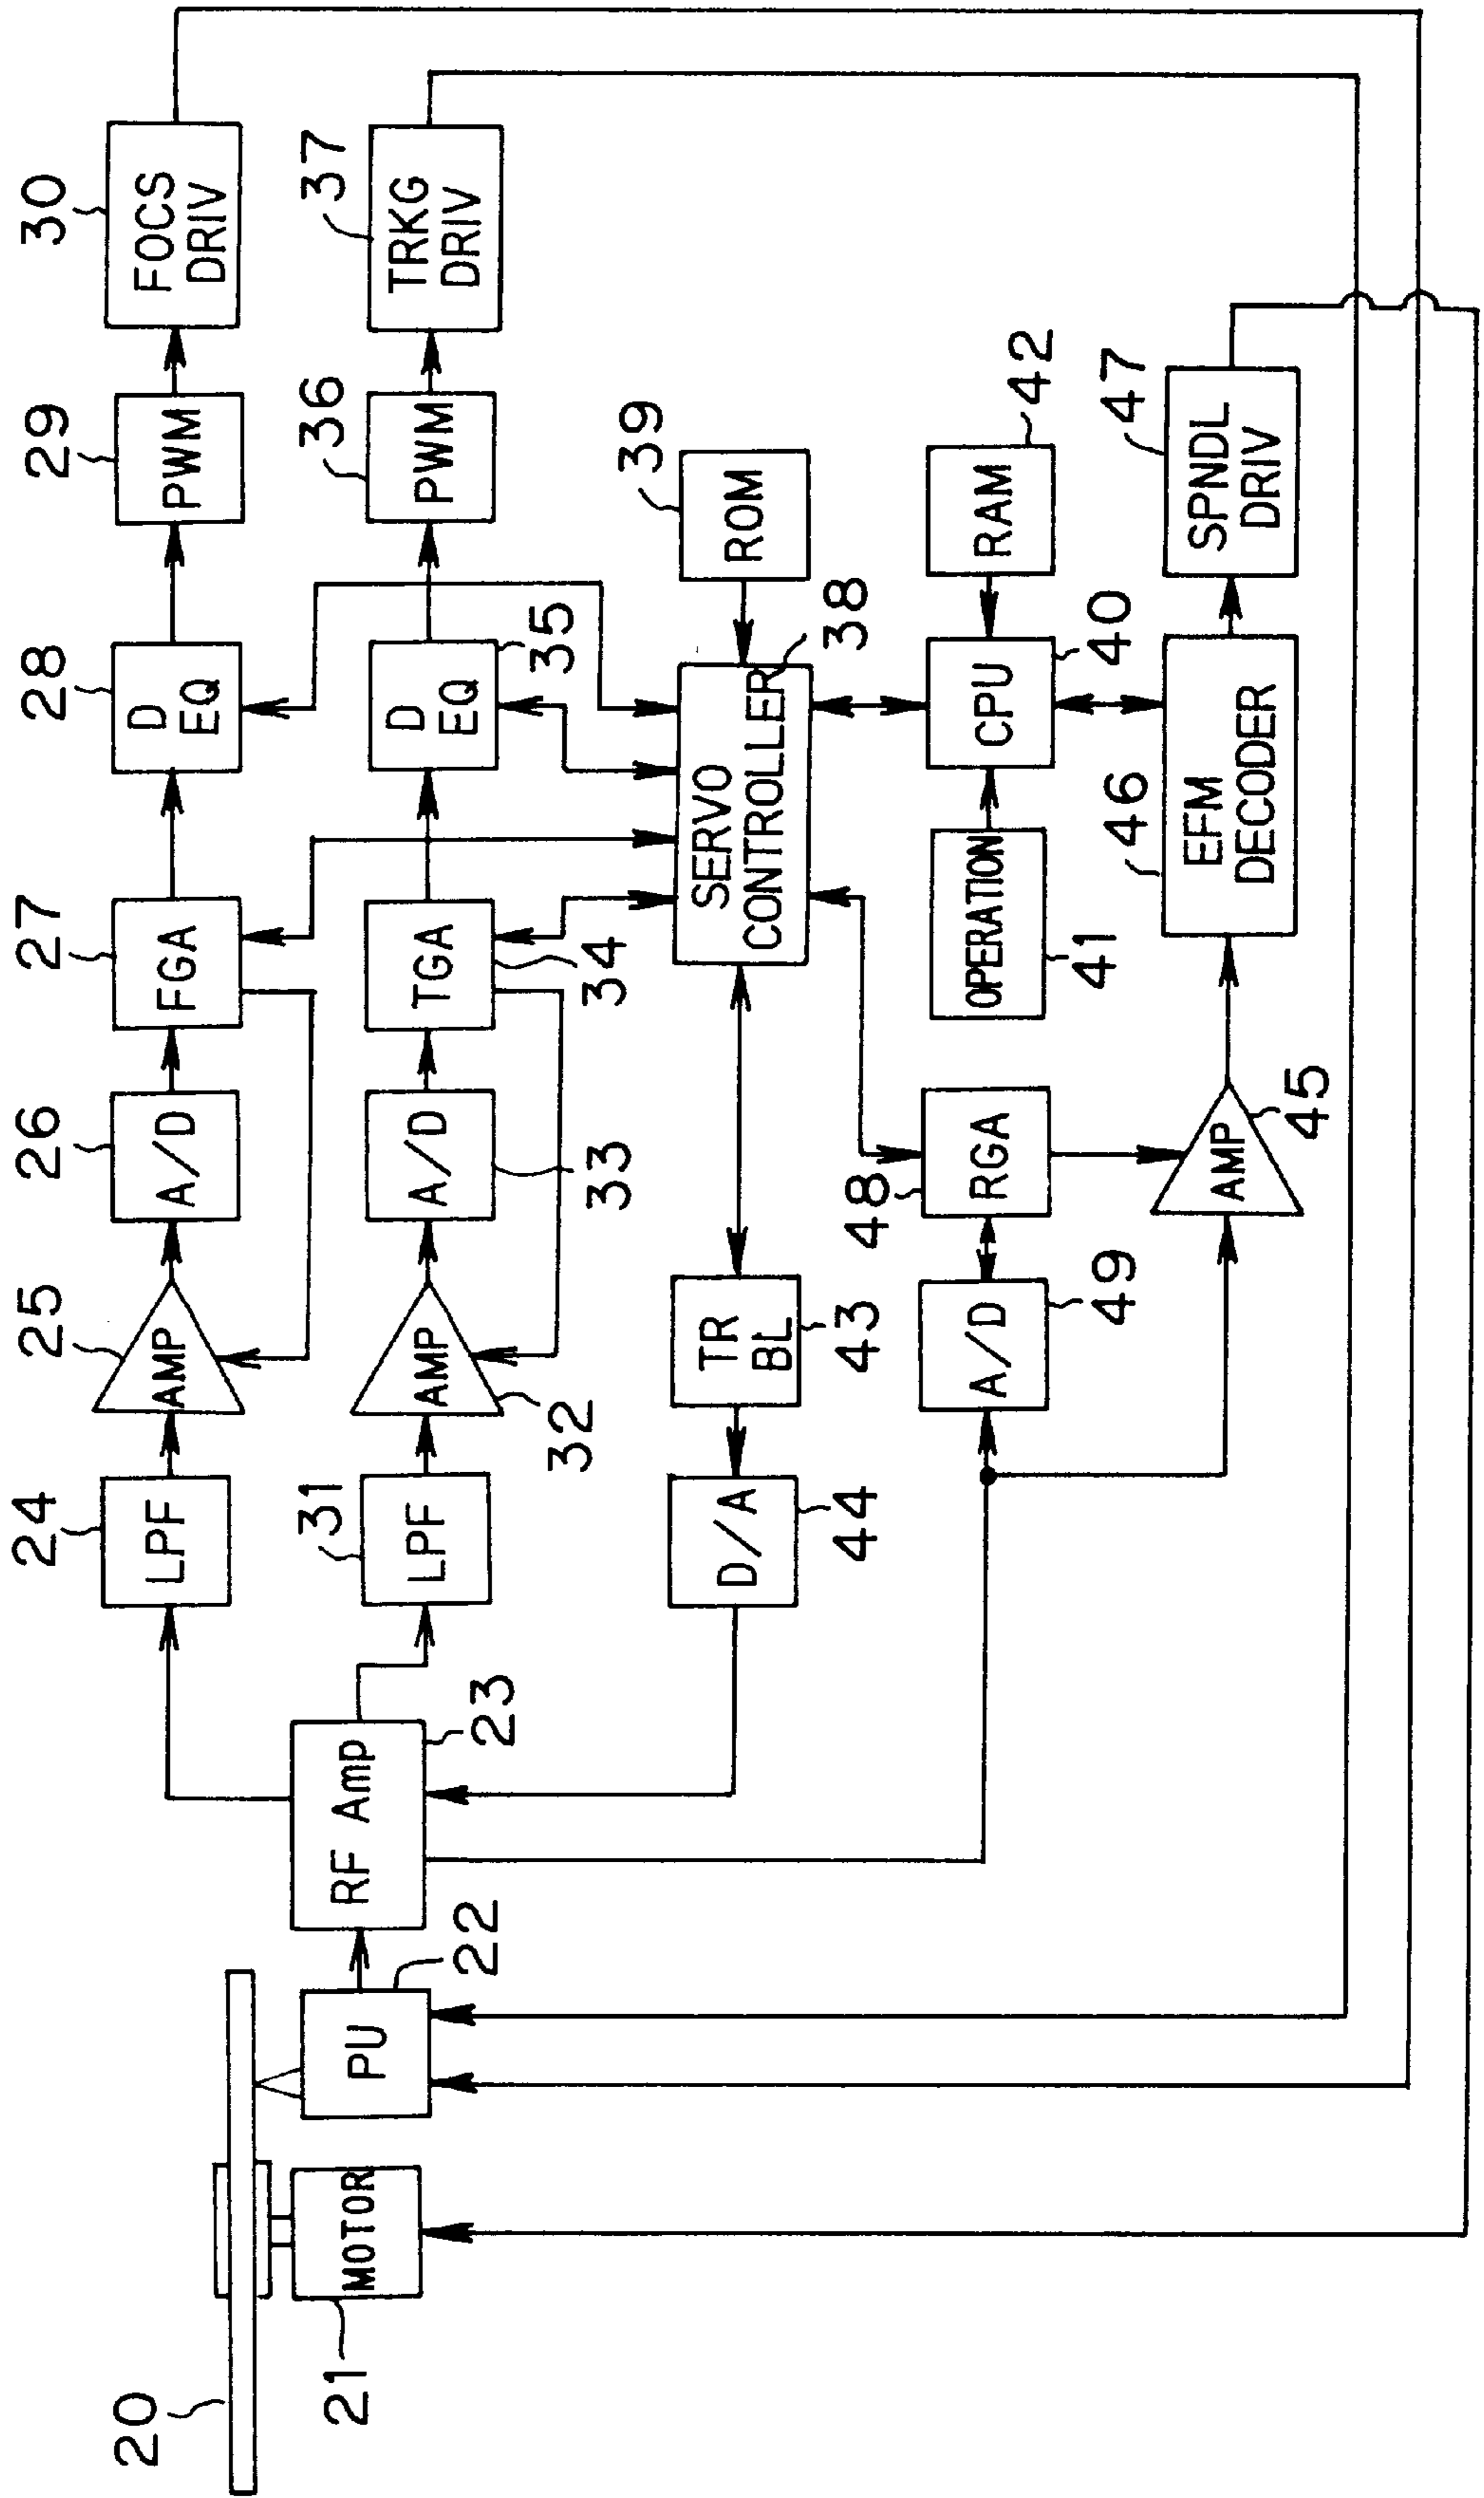 20
21
MOTOR
22
PU
23
RF Amp
24
LPF
25
AMP
26
A/D
27
FGA
28
D
EQ
29
PWM
30
FOCS
DRIV
31
LPF
32
AMP
33
A/D
34
TGA
35
D
EQ
36
PWM
37
TRKG
DRIV
38
SERVO
CONTROLLER
39
ROM
40
CPU
41
OPERATION
42
RAM
43
TR
BL
44
D/A
45
AMP
46
EFM
DECODER
47
SPNDL
DRIV
48
RGA
49
A/D